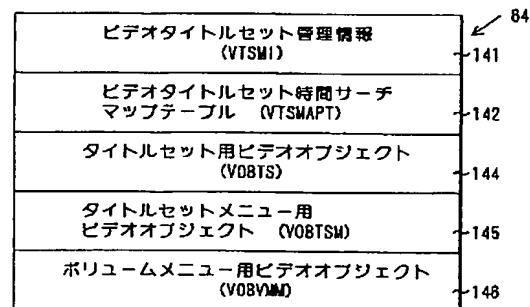 84
ビデオタイトルセット管理情報
(VTSMI)
141
ビデオタイトルセット時間サーチ
マップテーブル (VTSMAPT)
142
タイトルセット用ビデオオブジェクト
(VOBTS)
144
タイトルセットメニュー用
ビデオオブジェクト (VOBTSM)
145
ボリュームメニュー用ビデオオブジェクト
(VOBVMM)
146